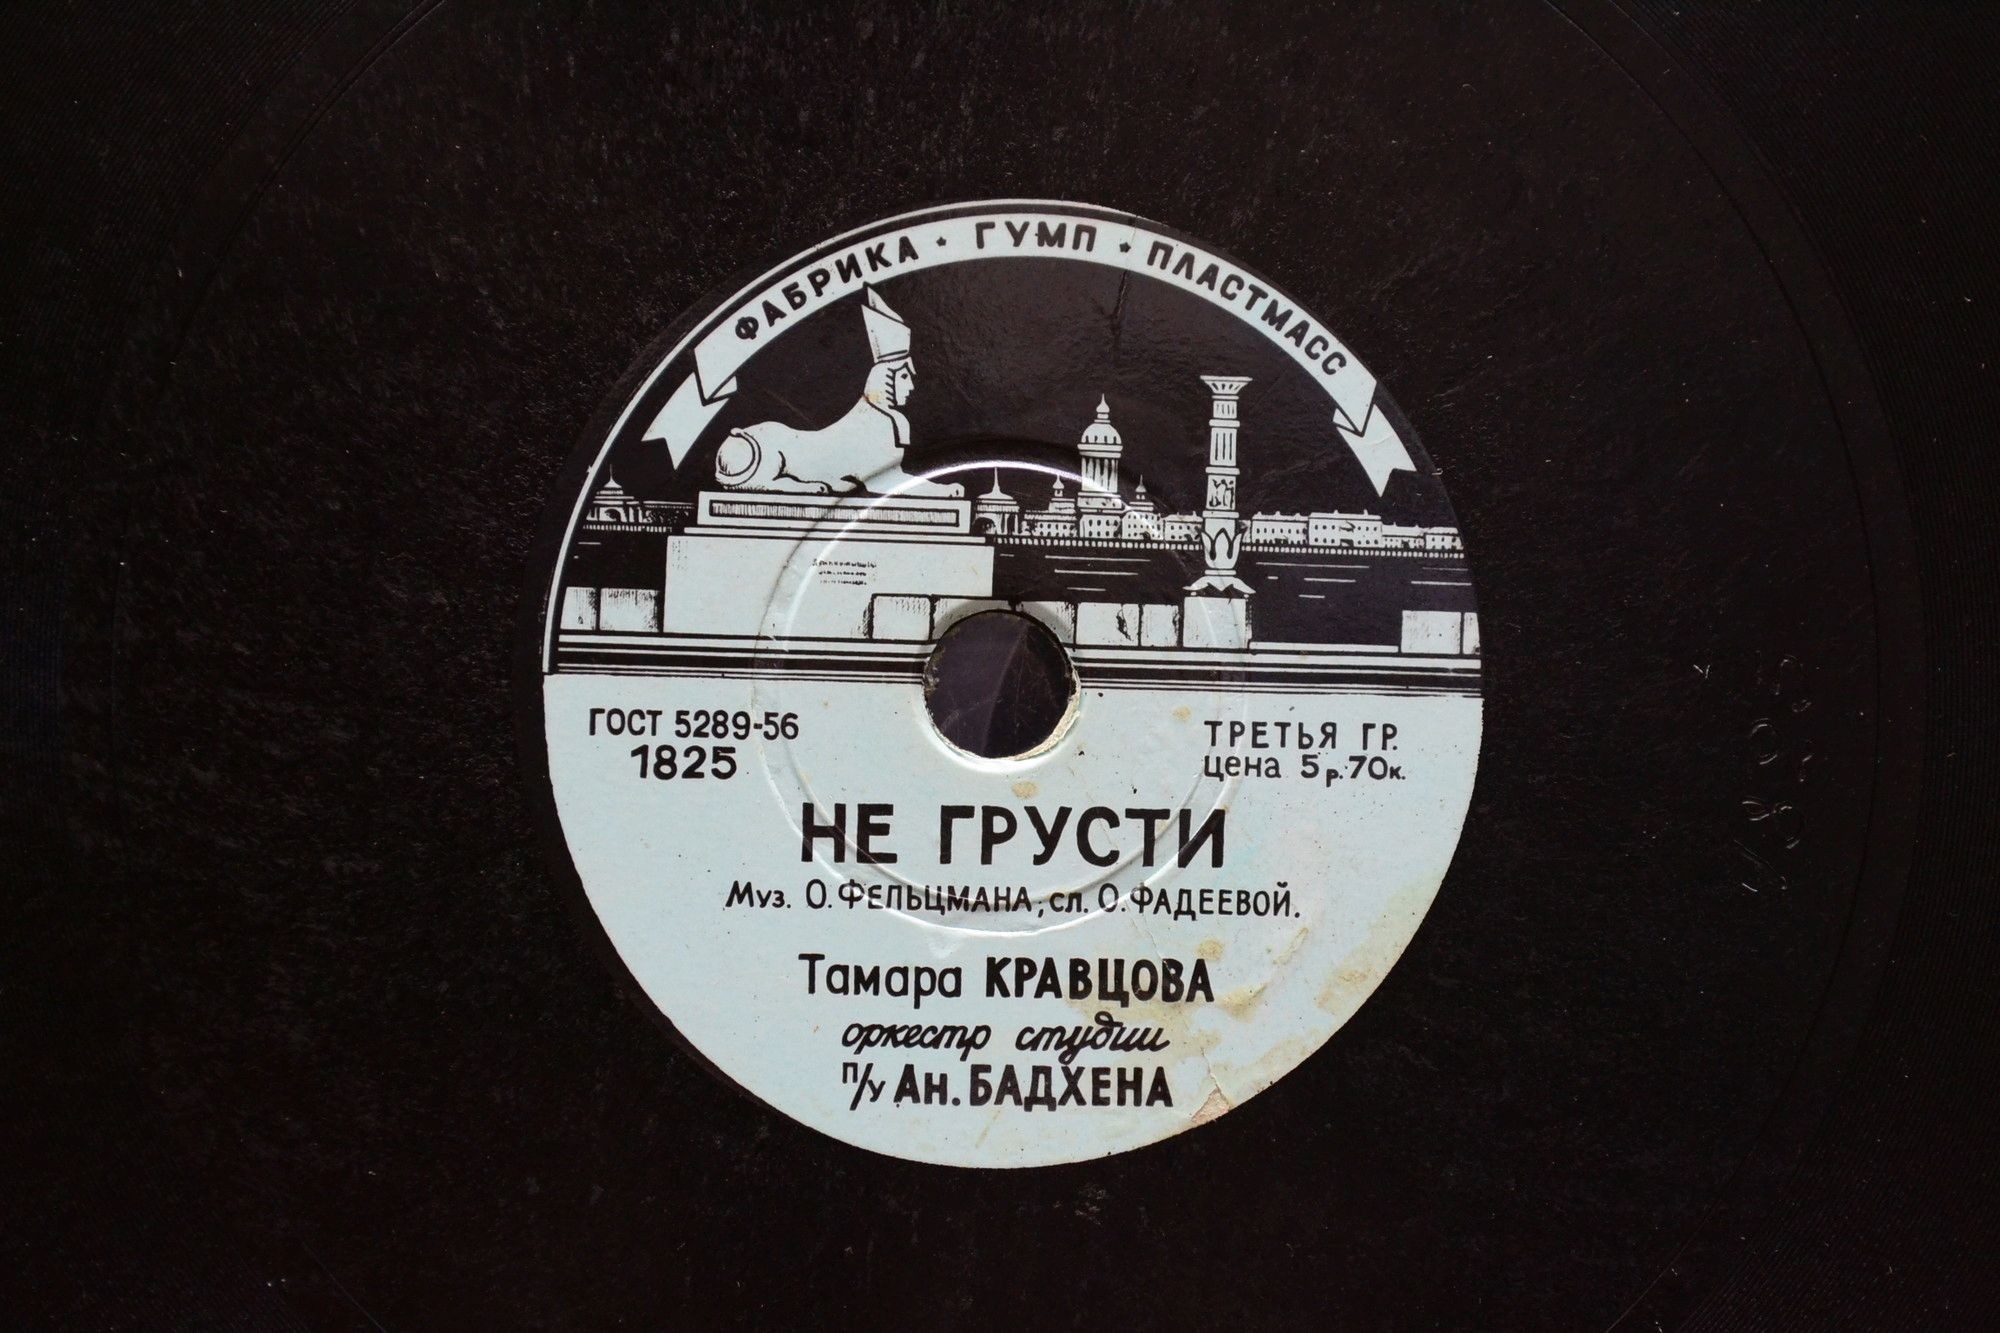 ФАБРИКА • ГУМП • ПЛАСТМАСС
ГОСТ 5289-56
1825
ТРЕТЬЯ ГР.
цена 5р.70к.
НЕ ГРУСТИ
Муз. О.ФЕЛЬЦМАНА, сл. О.ФАДЕЕВОЙ.
Тамара КРАВЦОВА
оркестр студии
п/у Ан. БАДХЕНА